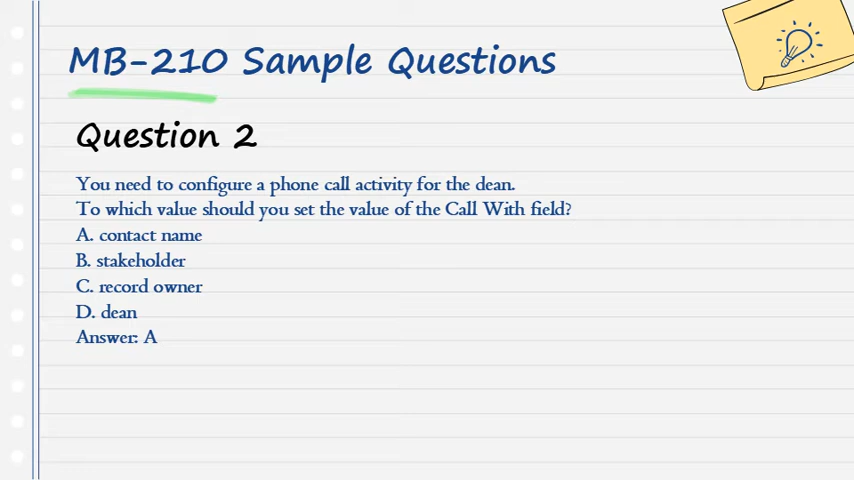 MB-210 Sample Questions
Question 2
You need to configure a phone call activity for the dean.
To which value should you set the value of the Call With field?
A. contact name
B. stakeholder
C. record owner
D. dean
Answer: A